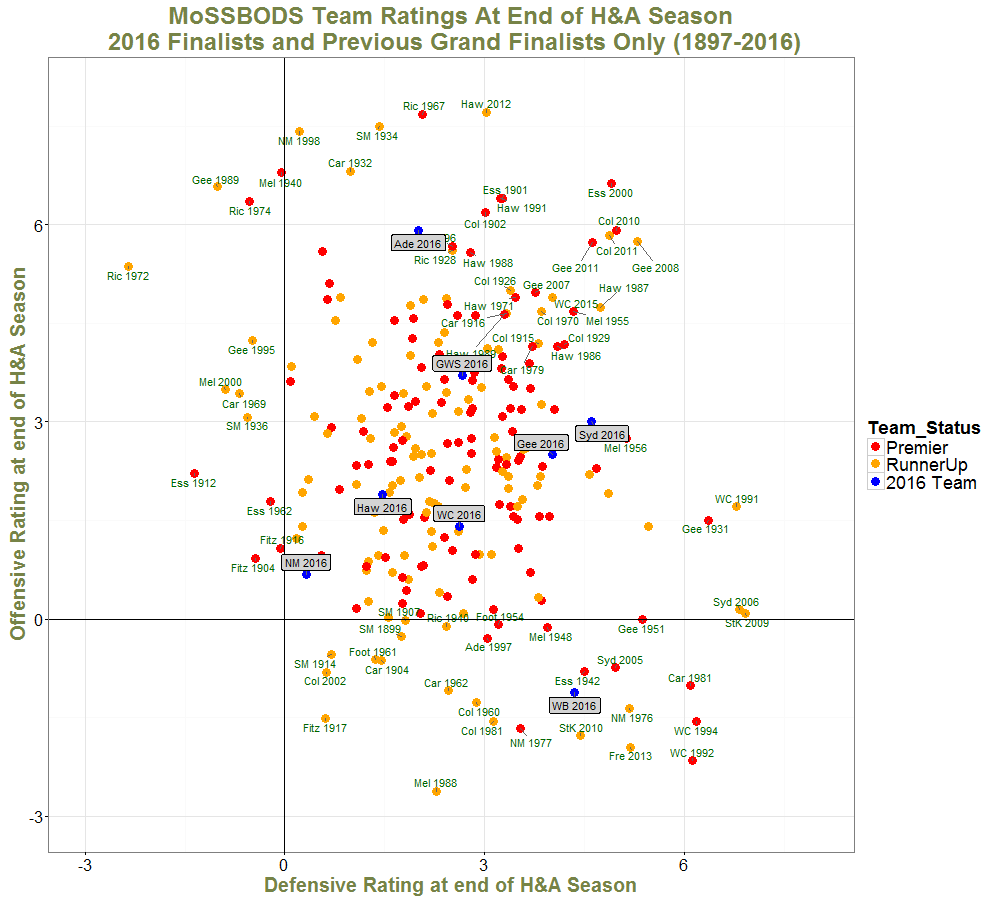 MoSSBODS Team Ratings At End of H&A Season
2016 Finalists and Previous Grand Finalists Only (1897-2016)
Offensive Rating at end of H&A Season
6
3
0
-3
Ric 1967
Haw 2012
NM 1998
SM 1934
Car 1932
Gee 1989
Mel 1940
Ric 1974
Ess 1901
Haw 1991
Col 1902
Ess 2000
Col 2010
Col 2011
Gee 2011
Gee 2008
Ade 2016
Ric 1928
Haw 1988
Ric 1972
Col 1926
Gee 2007
Haw 1987
Haw 1971
WC 2015
Car 1916
Col 1970
Mel 1955
Gee 1995
Col 1915
Col 1929
Haw 1989
Haw 1986
GWS 2016
Car 1979
Mel 2000
Car 1969
SM 1936
Syd 2016
Gee 2016
Mel 1956
Ess 1912
Haw 2016
WC 2016
Ess 1962
WC 1991
Gee 1931
Fitz 1916
NM 2016
Fitz 1904
SM 1907
Ric 1940
Foot 1954
SM 1899
Mel 1948
Gee 1951
Syd 2006
StK 2009
Ade 1997
SM 1914
Foot 1961
Car 1904
Col 2002
Syd 2005
Ess 1942
Car 1981
Car 1962
WB 2016
Col 1960
NM 1976
Fitz 1917
Col 1981
StK 2010
NM 1977
WC 1994
Fre 2013
WC 1992
Mel 1988
-3
0
3
6
Defensive Rating at end of H&A Season
Team_Status
Premier
RunnerUp
2016 Team